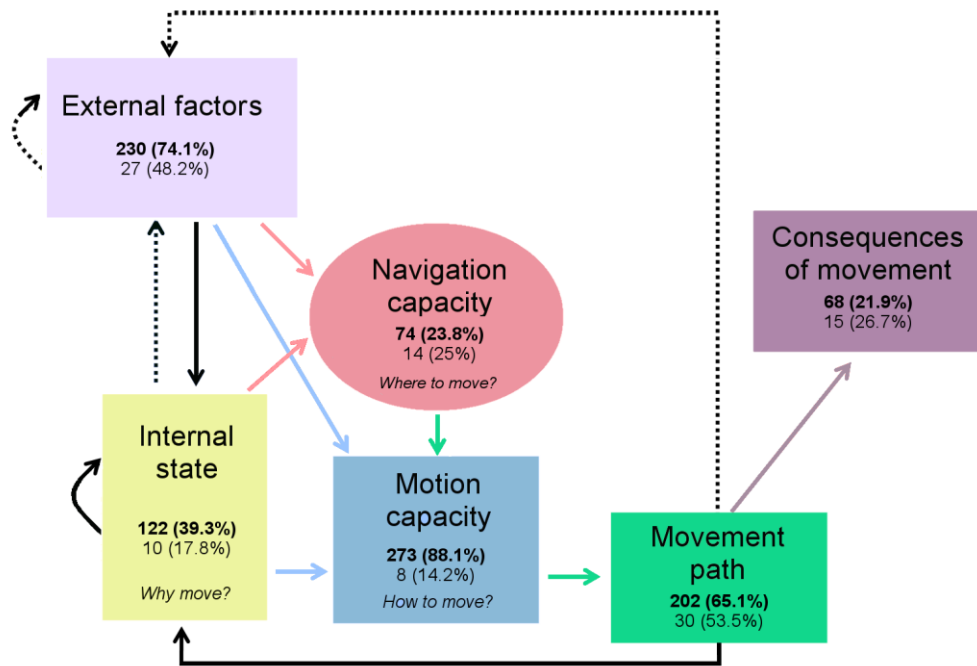 External factors
230 (74.1%)
27 (48.2%)
Navigation
capacity
74 (23.8%)
14 (25%)
Where to move?
Consequences
of movement
68 (21.9%)
15 (26.7%)
Internal
state
122 (39.3%)
10 (17.8%)
Why move?
Motion
capacity
273 (88.1%)
8 (14.2%)
How to move?
Movement
path
202 (65.1%)
30 (53.5%)